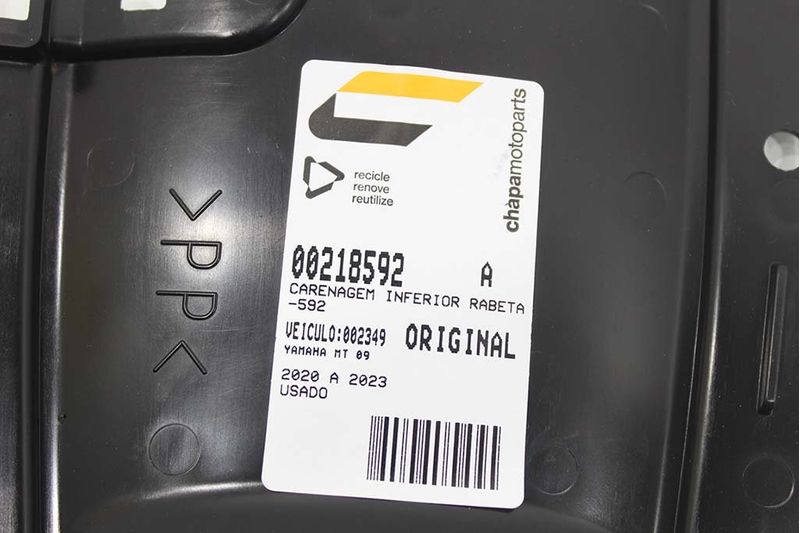 >PP<
recicle
renove
reutilize
chapamotoparts
00218592 A
CARENAGEM INFERIOR RABETA
-592
VEICULO:002349 ORIGINAL
YAMAHA MT 09
2020 A 2023
USADO